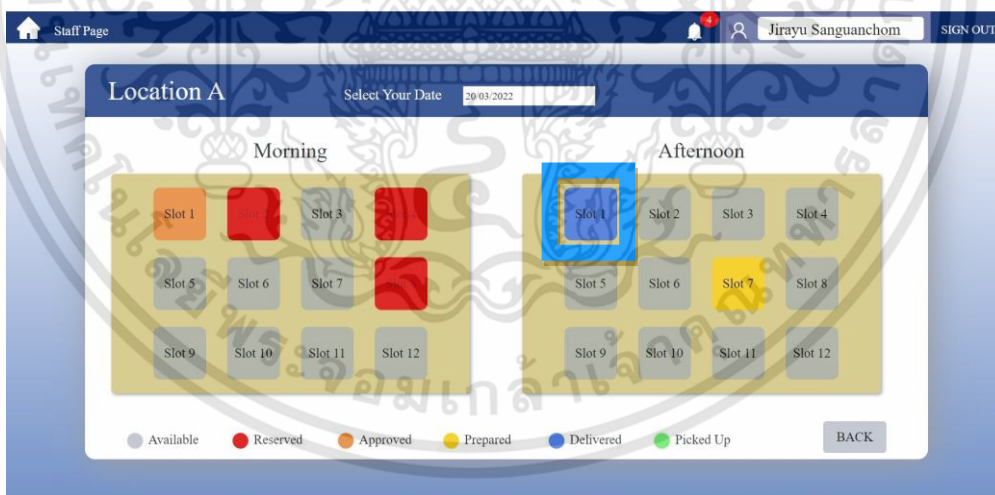 Staff Page
4
Jirayu Sanguanchom
SIGN OUT
Location A
Select Your Date
20/03/2022
Morning
Afternoon
Slot 1
Slot 3
Slot 1
Slot 2
Slot 3
Slot 4
Slot 5
Slot 6
Slot 7
Slot 5
Slot 6
Slot 7
Slot 8
Slot 9
Slot 10
Slot 11
Slot 12
Slot 9
Slot 10
Slot 11
Slot 12
Available
Reserved
Approved
Prepared
Delivered
Picked Up
BACK